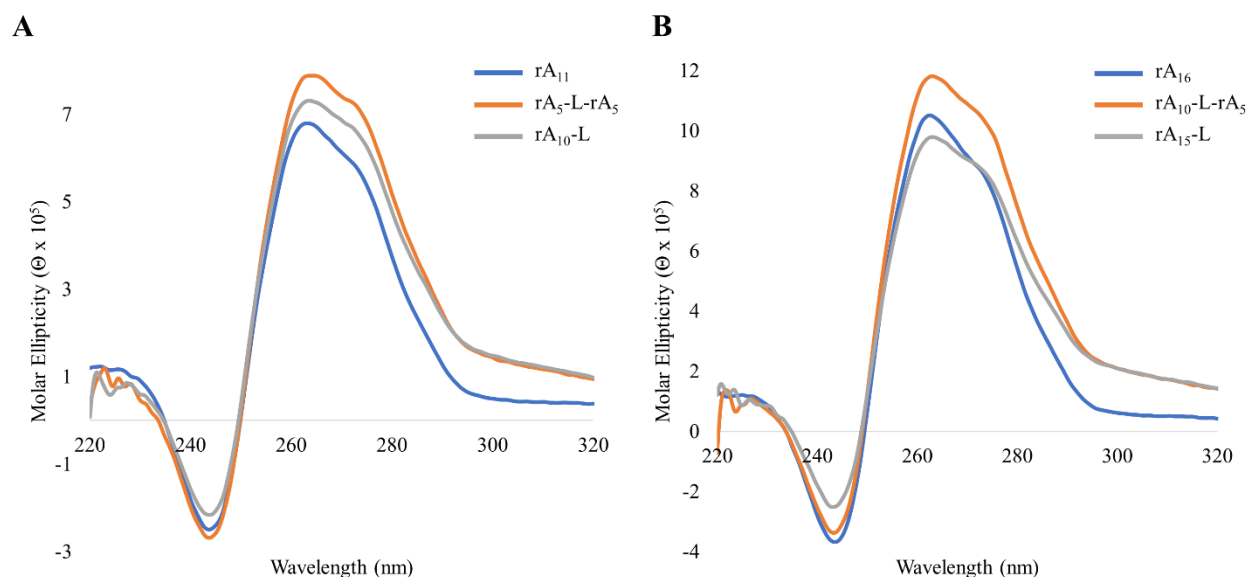 A
rA₁₁
rA₅-L-rA₅
rA₁₀-L
7
5
3
1
-1
-3
Molar Ellipticity (Θ x 10⁵)
220 240 260 280 300 320
Wavelength (nm)
B
rA₁₆
rA₁₀-L-rA₅
rA₁₅-L
12
10
8
6
4
2
0
-2
-4
Molar Ellipticity (Θ x 10⁵)
220 240 260 280 300 320
Wavelength (nm)